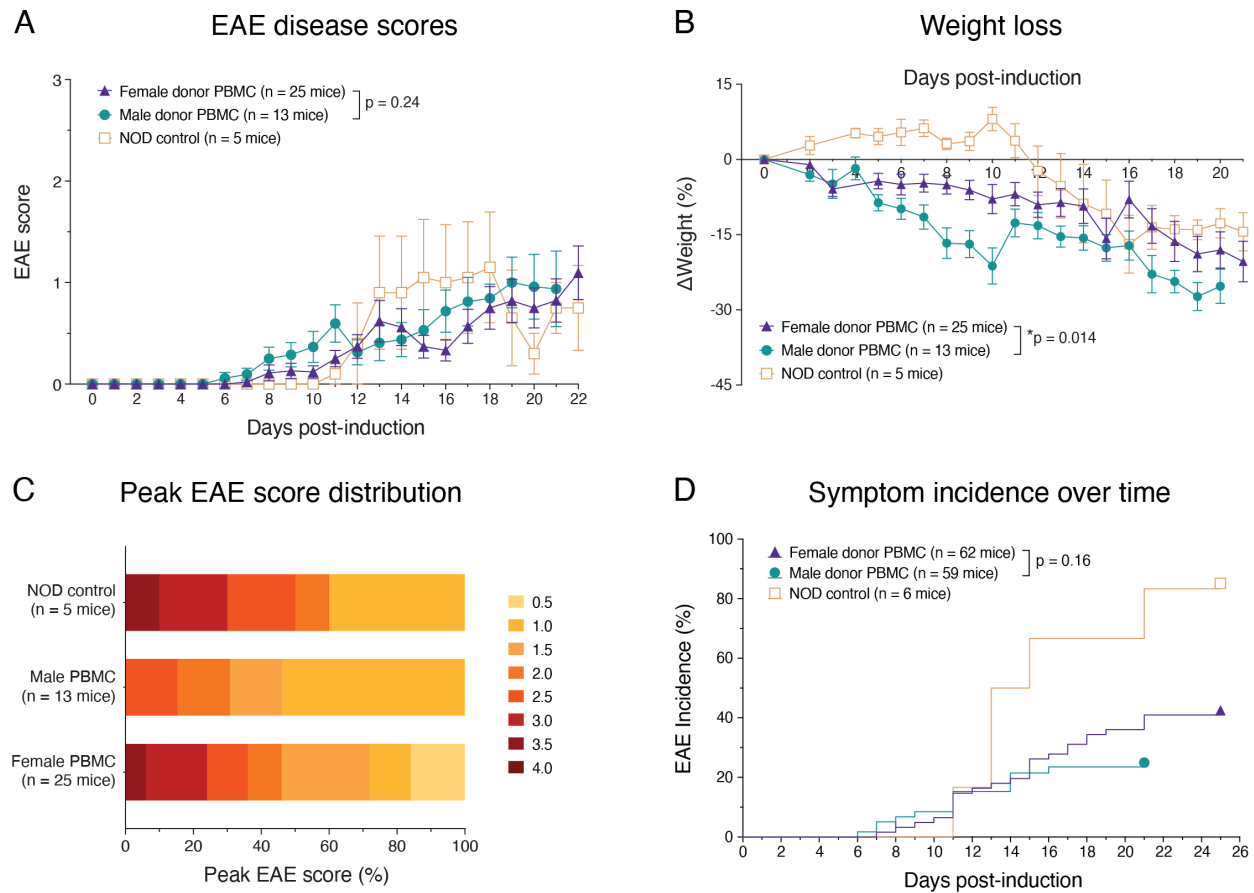 A
EAE disease scores
3
2
1
0
EAE score
Female donor PBMC (n = 25 mice)
Male donor PBMC (n = 13 mice)
p = 0.24
NOD control (n = 5 mice)
0 2 4 6 8 10 12 14 16 18 20 22
Days post-induction
B
Weight loss
Days post-induction
15
0
-15
-30
-45
ΔWeight (%)
0 2 4 6 8 10 12 14 16 18 20
Female donor PBMC (n = 25 mice)
*p = 0.014
Male donor PBMC (n = 13 mice)
NOD control (n = 5 mice)
C
Peak EAE score distribution
NOD control
(n = 5 mice)
Male PBMC
(n = 13 mice)
Female PBMC
(n = 25 mice)
0.5
1.0
1.5
2.0
2.5
3.0
3.5
4.0
0 20 40 60 80 100
Peak EAE score (%)
D
Symptom incidence over time
100
80
60
40
20
0
EAE Incidence (%)
Female donor PBMC (n = 62 mice)
p = 0.16
Male donor PBMC (n = 59 mice)
NOD control (n = 6 mice)
0 2 4 6 8 10 12 14 16 18 20 22 24 26
Days post-induction